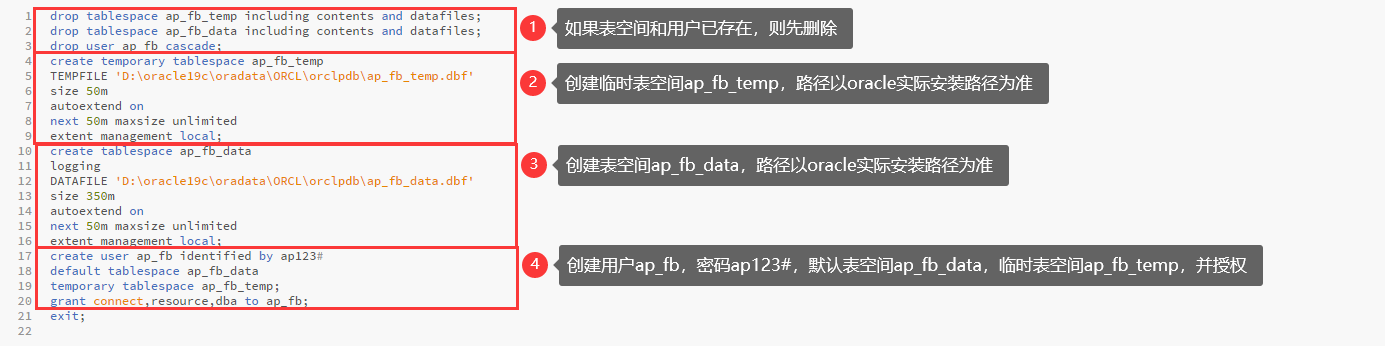 1 drop tablespace ap_fb_temp including contents and datafiles;
2 drop tablespace ap_fb_data including contents and datafiles;
3 drop user ap_fb cascade;
1 如果表空间和用户已存在，则先删除
4 create temporary tablespace ap_fb_temp
5 TEMPFILE 'D:\oracle19c\oradata\ORCL\orclpdb\ap_fb_temp.dbf'
6 size 50m
7 autoextend on
8 next 50m maxsize unlimited
9 extent management local;
2 创建临时表空间ap_fb_temp，路径以oracle实际安装路径为准
10 create tablespace ap_fb_data
11 logging
12 DATAFILE 'D:\oracle19c\oradata\ORCL\orclpdb\ap_fb_data.dbf'
13 size 350m
14 autoextend on
15 next 50m maxsize unlimited
16 extent management local;
3 创建表空间ap_fb_data，路径以oracle实际安装路径为准
17 create user ap_fb identified by ap123#
18 default tablespace ap_fb_data
19 temporary tablespace ap_fb_temp;
20 grant connect,resource,dba to ap_fb;
4 创建用户ap_fb，密码ap123#，默认表空间ap_fb_data，临时表空间ap_fb_temp，并授权
21 exit;
22